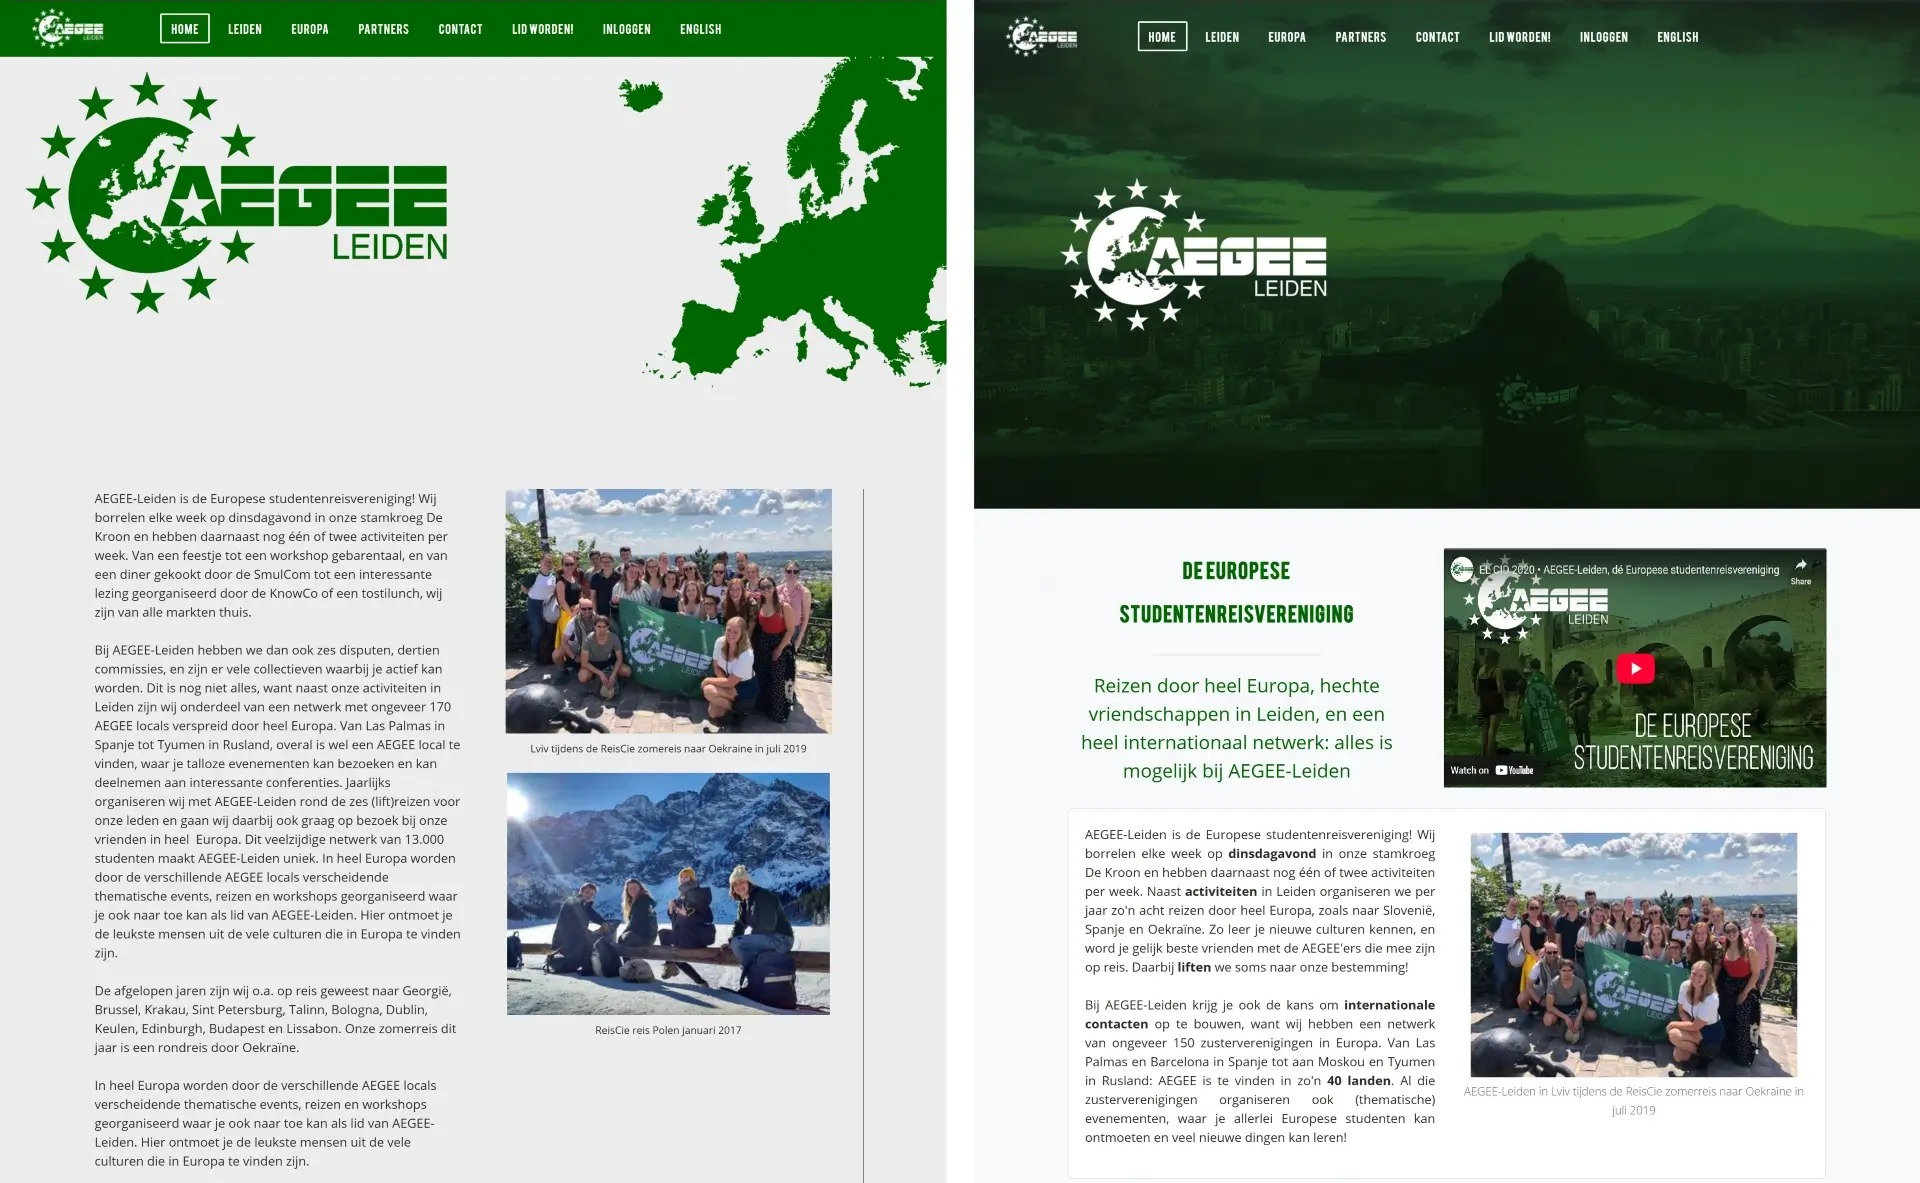 AEGEE
LEIDEN
HOME
LEIDEN
EUROPA
PARTNERS
CONTACT
LID WORDEN!
INLOGGEN
ENGLISH
AEGEE
LEIDEN
AEGEE-Leiden is de Europese studentenreisvereniging! Wij
borrelen elke week op dinsdagavond in onze stamkroeg De
Kroon en hebben daarnaast nog één of twee activiteiten per
week. Van een feestje tot een workshop gebarentaal, en van
een diner gekookt door de SmulCom tot een interessante
lezing georganiseerd door de KnowCo of een tostilunch, wij
zijn van alle markten thuis.
Bij AEGEE-Leiden hebben we dan ook zes disputen, dertien
commissies, en zijn er vele collectieven waarbij je actief kan
worden. Dit is nog niet alles, want naast onze activiteiten in
Leiden zijn wij onderdeel van een netwerk met ongeveer 170
AEGEE locals verspreid door heel Europa. Van Las Palmas in
Spanje tot Tyumen in Rusland, overal is wel een AEGEE local te
vinden, waar je talloze evenementen kan bezoeken en kan
deelnemen aan interessante conferenties. Jaarlijks
organiseren wij met AEGEE-Leiden rond de zes (lift)reizen voor
onze leden en gaan wij daarbij ook graag op bezoek bij onze
vrienden in heel  Europa. Dit veelzijdige netwerk van 13.000
studenten maakt AEGEE-Leiden uniek. In heel Europa worden
door de verschillende AEGEE locals verscheidende
thematische events, reizen en workshops georganiseerd waar
je ook naar toe kan als lid van AEGEE-Leiden. Hier ontmoet je
de leukste mensen uit de vele culturen die in Europa te vinden
zijn.
De afgelopen jaren zijn wij o.a. op reis geweest naar Georgië,
Brussel, Krakau, Sint Petersburg, Talinn, Bologna, Dublin,
Keulen, Edinburgh, Budapest en Lissabon. Onze zomerreis dit
jaar is een rondreis door Oekraïne.
In heel Europa worden door de verschillende AEGEE locals
verscheidende thematische events, reizen en workshops
georganiseerd waar je ook naar toe kan als lid van AEGEE-
Leiden. Hier ontmoet je de leukste mensen uit de vele
culturen die in Europa te vinden zijn.
AEGEE
LEIDEN
Lviv tijdens de ReisCie zomerreis naar Oekraine in juli 2019
ReisCie reis Polen januari 2017
AEGEE
LEIDEN
HOME
LEIDEN
EUROPA
PARTNERS
CONTACT
LID WORDEN!
INLOGGEN
ENGLISH
AEGEE
LEIDEN
DE EUROPESE
STUDENTENREISVERENIGING
Reizen door heel Europa, hechte
vriendschappen in Leiden, en een
heel internationaal netwerk: alles is
mogelijk bij AEGEE-Leiden
EL CID 2020 • AEGEE-Leiden, dé Europese studentenreisvereniging
Share
AEGEE
LEIDEN
DE EUROPESE
STUDENTENREISVERENIGING
Watch on YouTube
AEGEE-Leiden is de Europese studentenreisvereniging! Wij
borrelen elke week op dinsdagavond in onze stamkroeg
De Kroon en hebben daarnaast nog één of twee activiteiten
per week. Naast activiteiten in Leiden organiseren we per
jaar zo'n acht reizen door heel Europa, zoals naar Slovenië,
Spanje en Oekraïne. Zo leer je nieuwe culturen kennen, en
word je gelijk beste vrienden met de AEGEE'ers die mee zijn
op reis. Daarbij liften we soms naar onze bestemming!
Bij AEGEE-Leiden krijg je ook de kans om internationale
contacten op te bouwen, want wij hebben een netwerk
van ongeveer 150 zusterverenigingen in Europa. Van Las
Palmas en Barcelona in Spanje tot aan Moskou en Tyumen
in Rusland: AEGEE is te vinden in zo'n 40 landen. Al die
zusterverenigingen organiseren ook (thematische)
evenementen, waar je allerlei Europese studenten kan
ontmoeten en veel nieuwe dingen kan leren!
AEGEE
LEIDEN
AEGEE-Leiden in Lviv tijdens de ReisCie zomerreis naar Oekraïne in
juli 2019